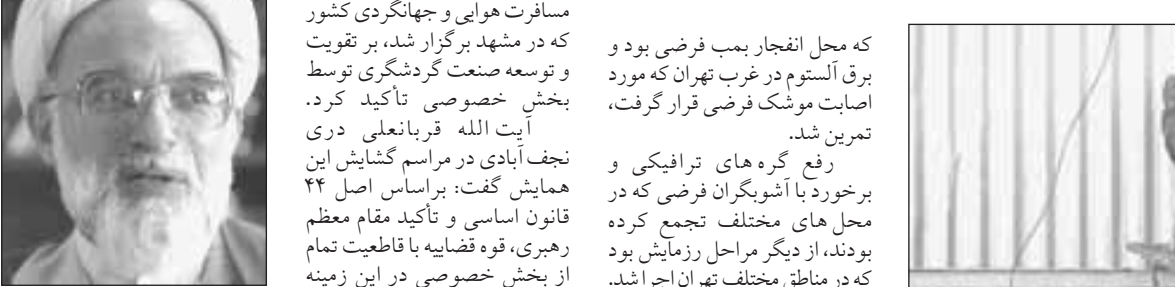 که محل انفجار بمب فرضی بود و
برق آلستوم در غرب تهران که مورد
اصابت موشک فرضی قرار گرفت،
تمرین شد.
رفع گره های ترافیکی و
برخورد با آشوبگران فرضی که در
محل های مختلف تجمع کرده
بودند، از دیگر مراحل رزمایش بود
که در مناطق مختلف تهران اجرا شد.
مسافرت هوایی و جهانگردی کشور
که در مشهد برگزار شد، بر تقویت
و توسعه صنعت گردشگری توسط
بخش خصوصی تأکید کرد.
آیت الله قربانعلی دری
نجف آبادی در مراسم گشایش این
همایش گفت: براساس اصل ۴۴
قانون اساسی و تأکید مقام معظم
رهبری، قوه قضاییه با قاطعیت تمام
از بخش خصوصی در این زمینه